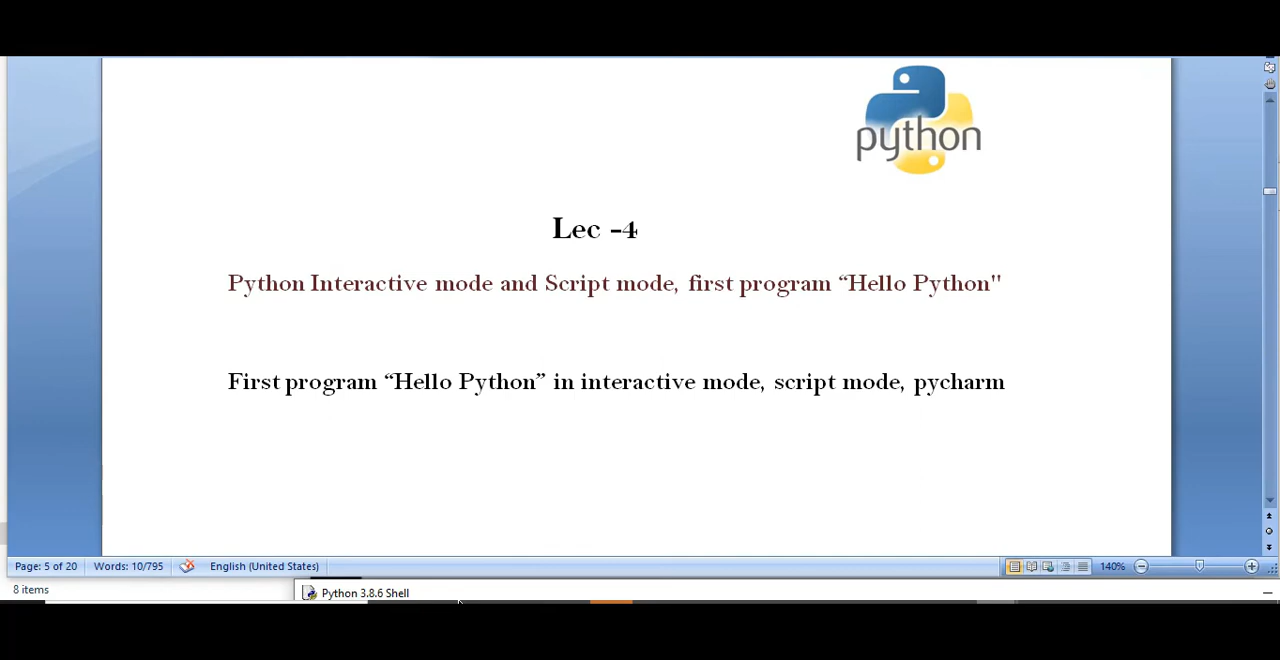 python
Lec -4
Python Interactive mode and Script mode, first program “Hello Python"
First program “Hello Python” in interactive mode, script mode, pycharm
Page: 5 of 20 Words: 10/795 English (United States) 140%
8 items
Python 3.8.6 Shell